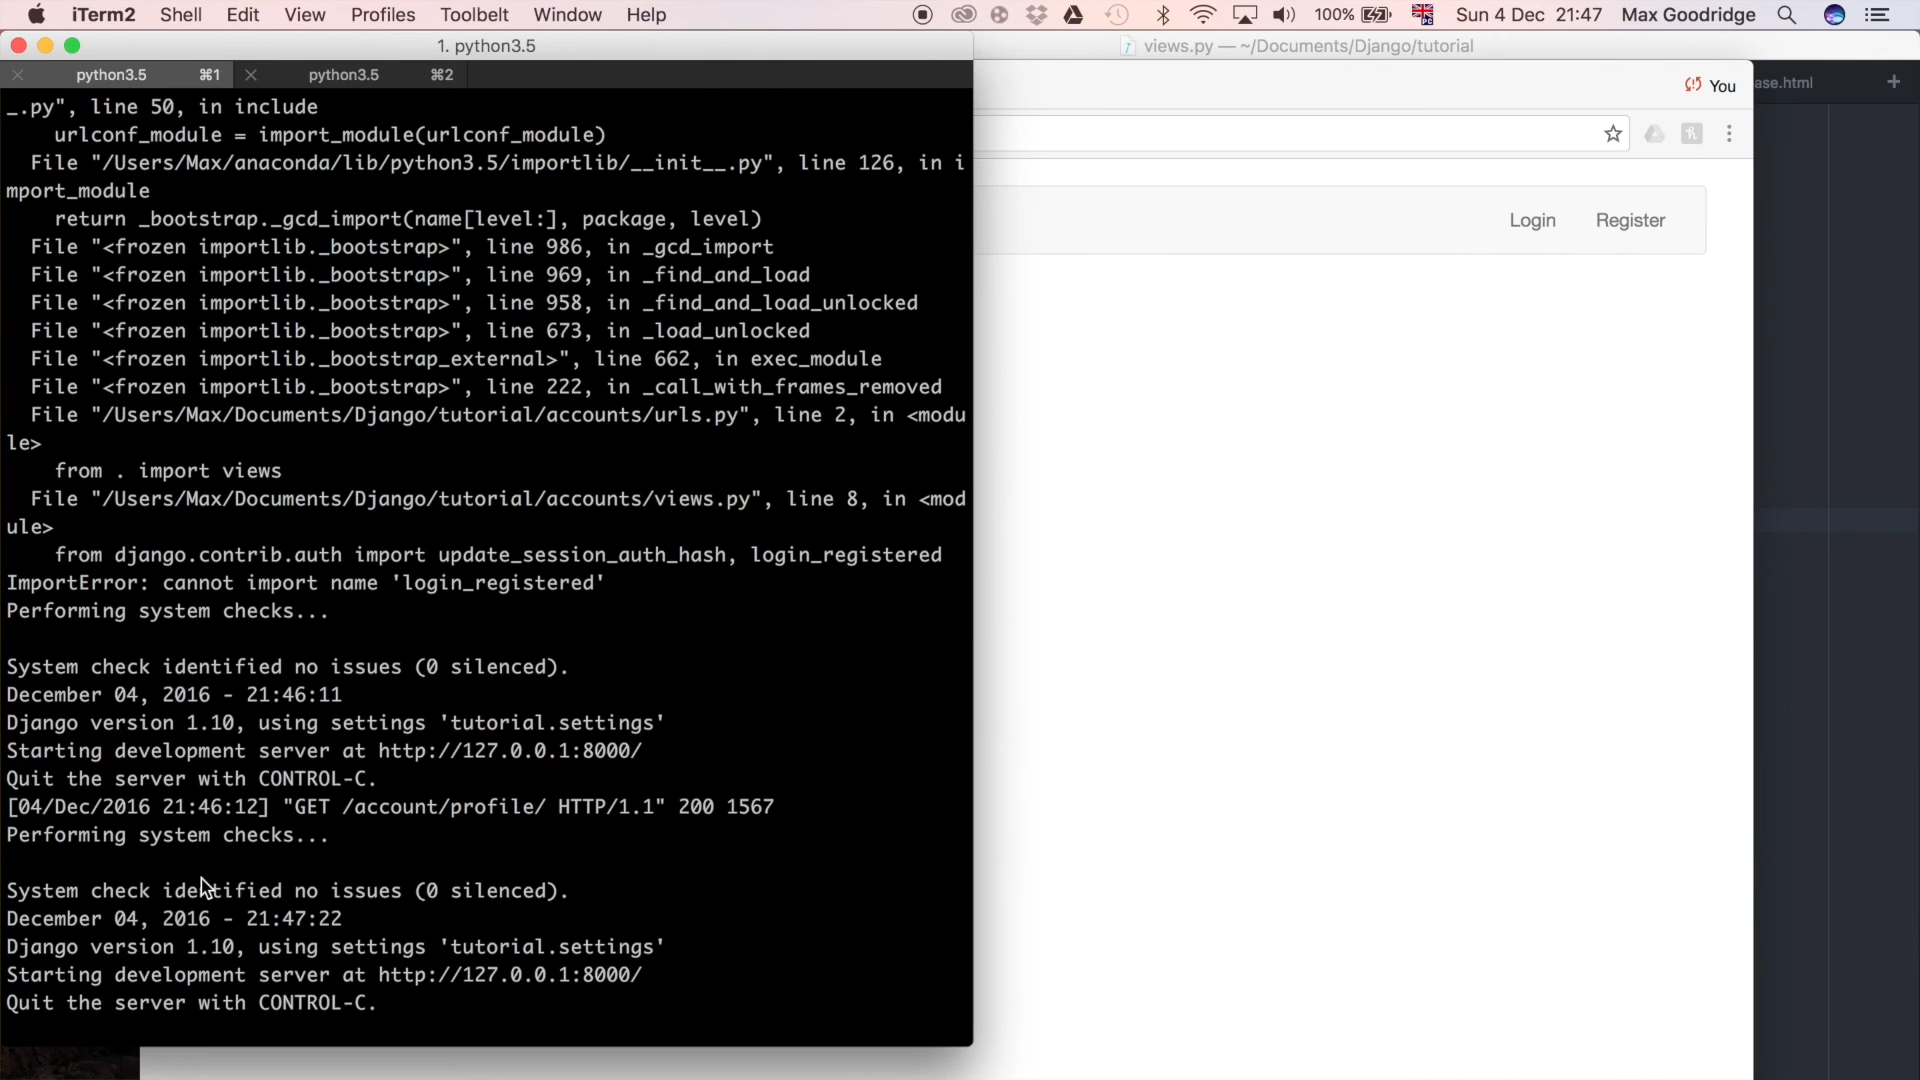 iTerm2 Shell Edit View Profiles Toolbelt Window Help 100% Sun 4 Dec 21:47 Max Goodridge
1. python3.5
views.py — ~/Documents/Django/tutorial
python3.5 ⌘1 python3.5 ⌘2
ase.html
You
_.py", line 50, in include
urlconf_module = import_module(urlconf_module)
File "/Users/Max/anaconda/lib/python3.5/importlib/__init__.py", line 126, in i
mport_module
return _bootstrap._gcd_import(name[level:], package, level)
File "<frozen importlib._bootstrap>", line 986, in _gcd_import
File "<frozen importlib._bootstrap>", line 969, in _find_and_load
File "<frozen importlib._bootstrap>", line 958, in _find_and_load_unlocked
File "<frozen importlib._bootstrap>", line 673, in _load_unlocked
File "<frozen importlib._bootstrap_external>", line 662, in exec_module
File "<frozen importlib._bootstrap>", line 222, in _call_with_frames_removed
File "/Users/Max/Documents/Django/tutorial/accounts/urls.py", line 2, in <modu
le>
from . import views
File "/Users/Max/Documents/Django/tutorial/accounts/views.py", line 8, in <mod
ule>
from django.contrib.auth import update_session_auth_hash, login_registered
ImportError: cannot import name 'login_registered'
Performing system checks...
System check identified no issues (0 silenced).
December 04, 2016 - 21:46:11
Django version 1.10, using settings 'tutorial.settings'
Starting development server at http://127.0.0.1:8000/
Quit the server with CONTROL-C.
[04/Dec/2016 21:46:12] "GET /account/profile/ HTTP/1.1" 200 1567
Performing system checks...
System check identified no issues (0 silenced).
December 04, 2016 - 21:47:22
Django version 1.10, using settings 'tutorial.settings'
Starting development server at http://127.0.0.1:8000/
Quit the server with CONTROL-C.
Login Register